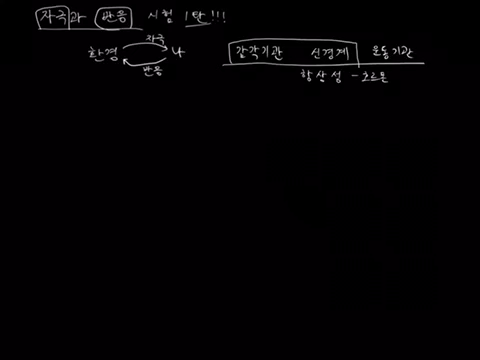 자극과 반응 시험 1탄!!!
자극
환경 나
반응
감각기관 신경계 운동기관
항상성 - 호르몬